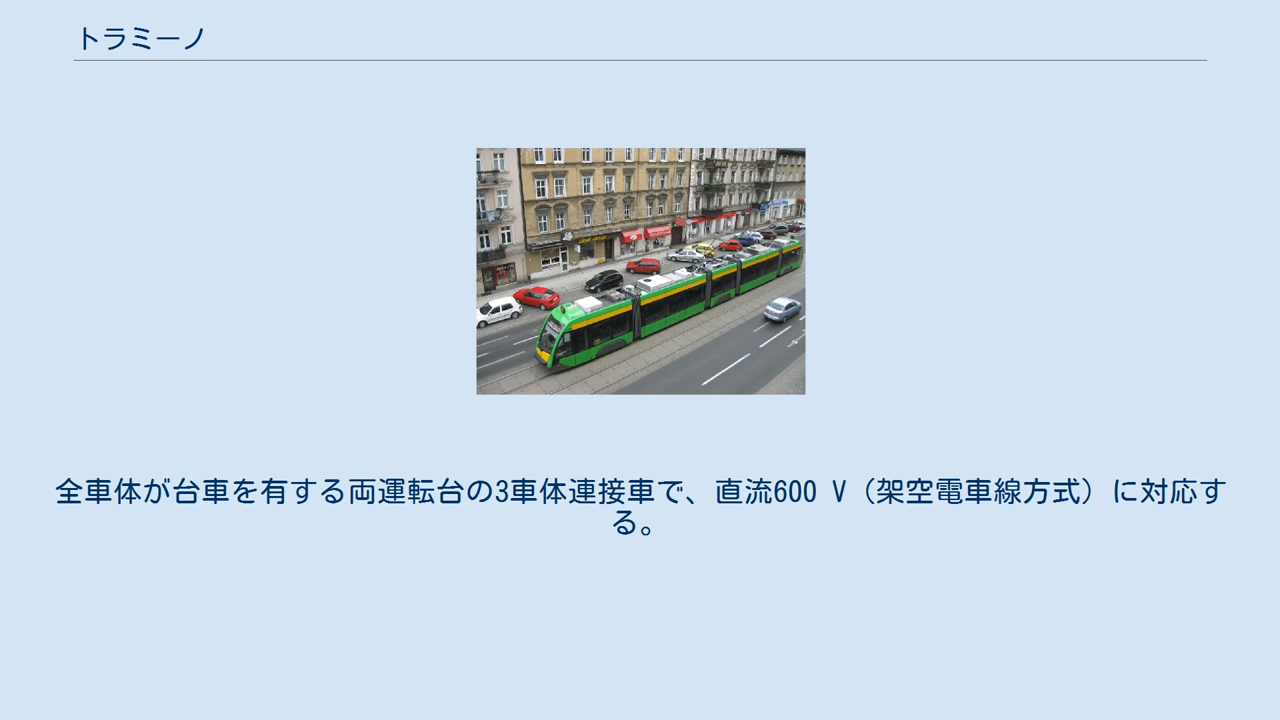 トラミーノ
全車体が台車を有する両運転台の3車体連接車で、直流600 V（架空電車線方式）に対応す
る。